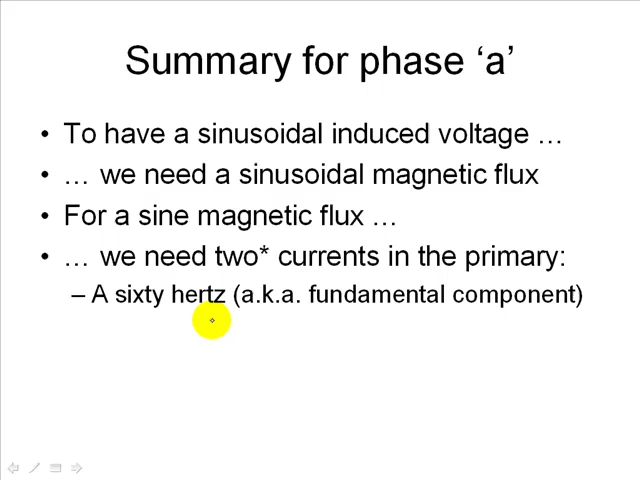 Summary for phase ‘a’
• To have a sinusoidal induced voltage …
• … we need a sinusoidal magnetic flux
• For a sine magnetic flux …
• … we need two* currents in the primary:
– A sixty hertz (a.k.a. fundamental component)